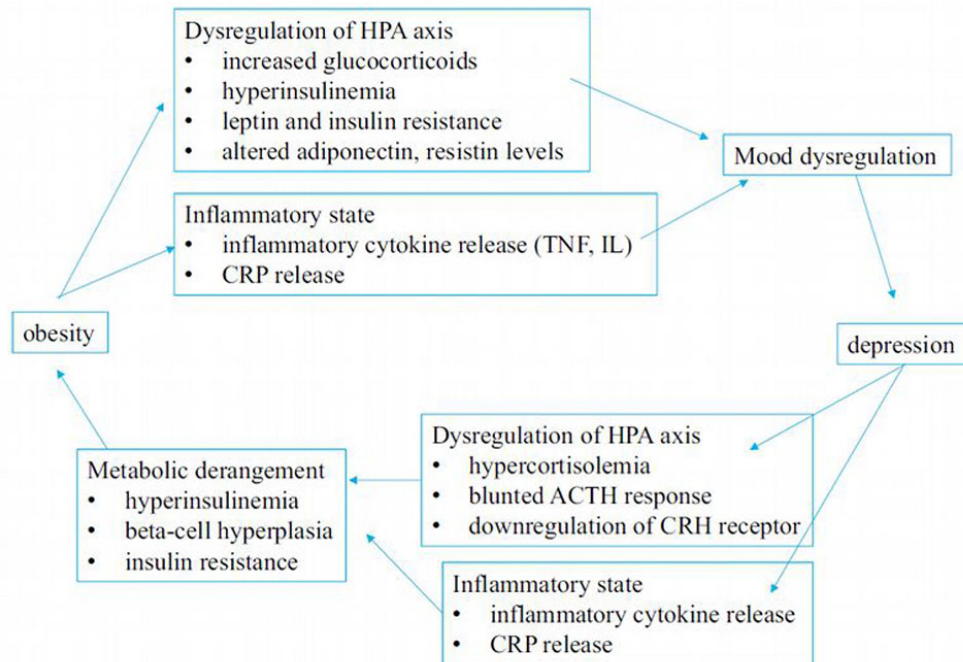 Dysregulation of HPA axis
• increased glucocorticoids
• hyperinsulinemia
• leptin and insulin resistance
• altered adiponectin, resistin levels
Mood dysregulation
Inflammatory state
• inflammatory cytokine release (TNF, IL)
• CRP release
obesity
depression
Dysregulation of HPA axis
• hypercortisolemia
• blunted ACTH response
• downregulation of CRH receptor
Metabolic derangement
• hyperinsulinemia
• beta-cell hyperplasia
• insulin resistance
Inflammatory state
• inflammatory cytokine release
• CRP release